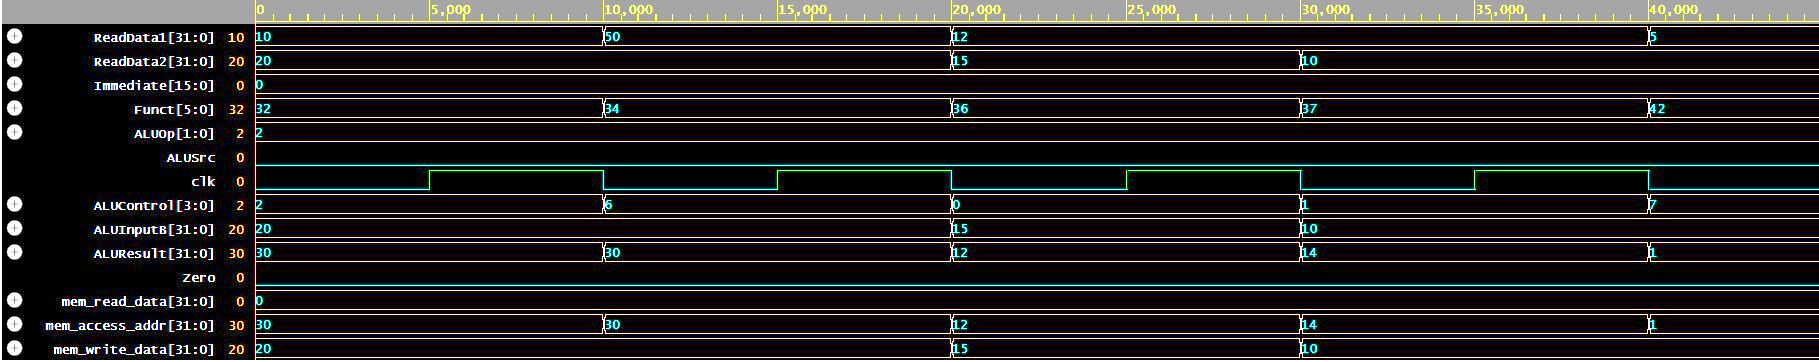 0 5,000 10,000 15,000 20,000 25,000 30,000 35,000 40,000
ReadData1[31:0] 10 10 50 12 5
ReadData2[31:0] 20 20 15 10
Immediate[15:0] 0 0
Funct[5:0] 32 32 34 36 37 42
ALUOp[1:0] 2 2
ALUSrc 0
clk 0
ALUControl[3:0] 2 2 6 0 1 7
ALUInputB[31:0] 20 20 15 10
ALUResult[31:0] 30 30 30 12 14 1
Zero 0
mem_read_data[31:0] 0 0
mem_access_addr[31:0] 30 30 30 12 14 1
mem_write_data[31:0] 20 20 15 10